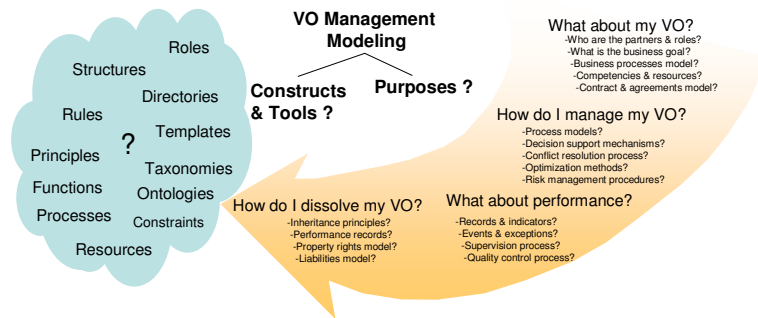 VO Management
Modeling
Constructs
& Tools ?
Purposes ?
Roles
Structures
Directories
Rules
?
Templates
Principles
Taxonomies
Functions
Ontologies
Processes
Constraints
Resources
What about my VO?
-Who are the partners & roles?
-What is the business goal?
-Business processes model?
-Competencies & resources?
-Contract & agreements model?
How do I manage my VO?
-Process models?
-Decision support mechanisms?
-Conflict resolution process?
-Optimization methods?
-Risk management procedures?
What about performance?
-Records & indicators?
-Events & exceptions?
-Supervision process?
-Quality control process?
How do I dissolve my VO?
-Inheritance principles?
-Performance records?
-Property rights model?
-Liabilities model?